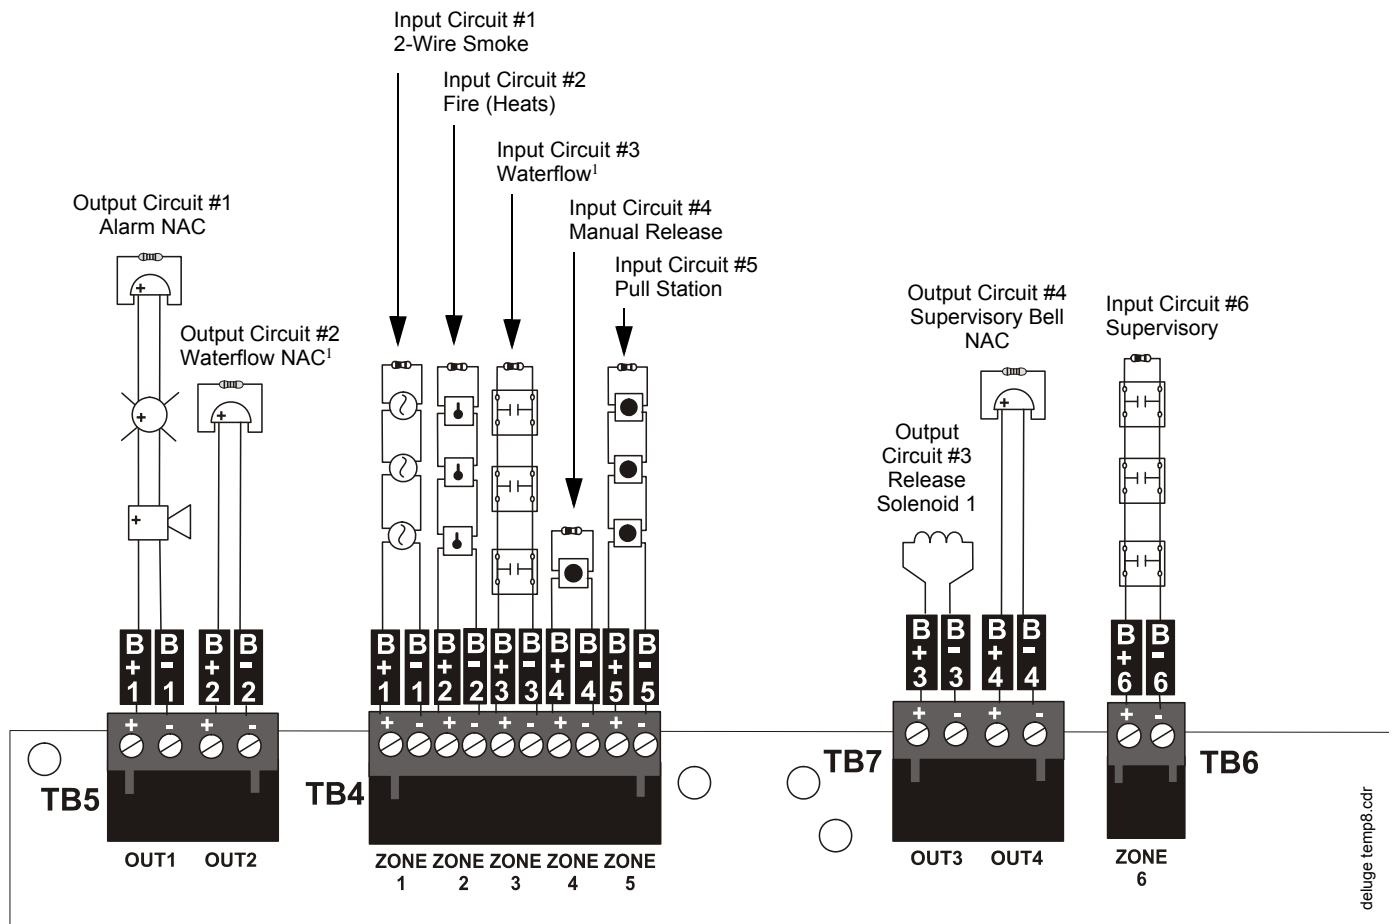 Input Circuit #1
2-Wire Smoke
Input Circuit #2
Fire (Heats)
Input Circuit #3
Waterflow1
Input Circuit #4
Manual Release
Input Circuit #5
Pull Station
Output Circuit #1
Alarm NAC
Output Circuit #2
Waterflow NAC1
Output Circuit #4
Supervisory Bell
NAC
Input Circuit #6
Supervisory
Output
Circuit #3
Release
Solenoid 1
B+1 B-1 B+2 B-2
B+1 B-1 B+2 B-2 B+3 B-3 B+4 B-4 B+5 B-5
B+3 B-3 B+4 B-4
B+6 B-6
+ - + -
+ - + - + - + - + -
+ - + -
+ -
TB5
TB4
TB7
TB6
OUT1 OUT2
ZONE 1
ZONE 2
ZONE 3
ZONE 4
ZONE 5
OUT3 OUT4
ZONE
6
deluge temp8.cdr